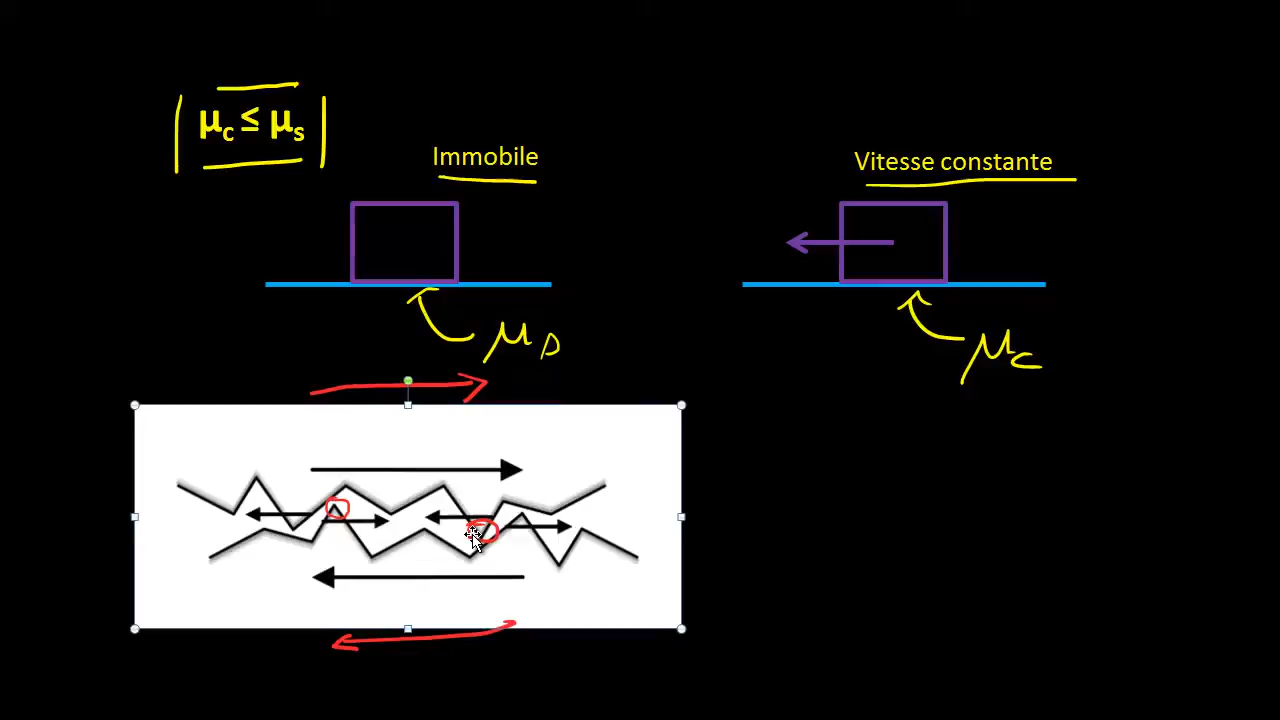 μc ≤ μs
Immobile
Vitesse constante
μs
μc